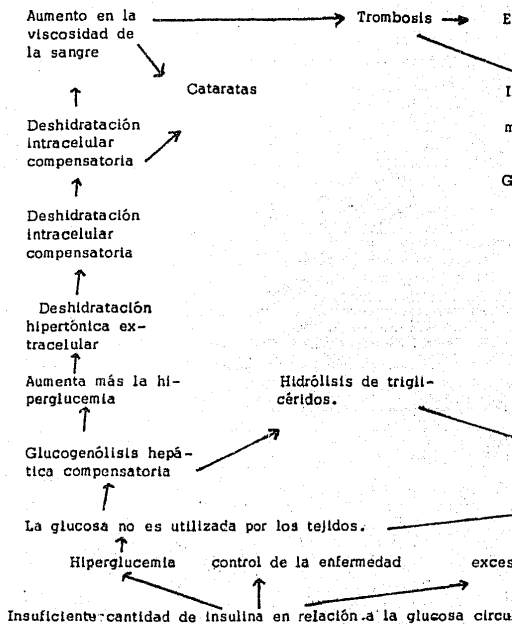 Aumento en la
viscosidad de
la sangre
Trombosis
E
Cataratas
I
m
Deshidratación
intracelular
compensatoria
G
Deshidratación
intracelular
compensatoria
Deshidratación
hipertónica ex-
tracelular
Aumenta más la hi-
perglucemia
Hidrólisis de trigli-
céridos.
Glucogenólisis hepá-
tica compensatoria
La glucosa no es utilizada por los tejidos.
Hiperglucemia control de la enfermedad exces
Insuficiente cantidad de insulina en relación a la glucosa circul